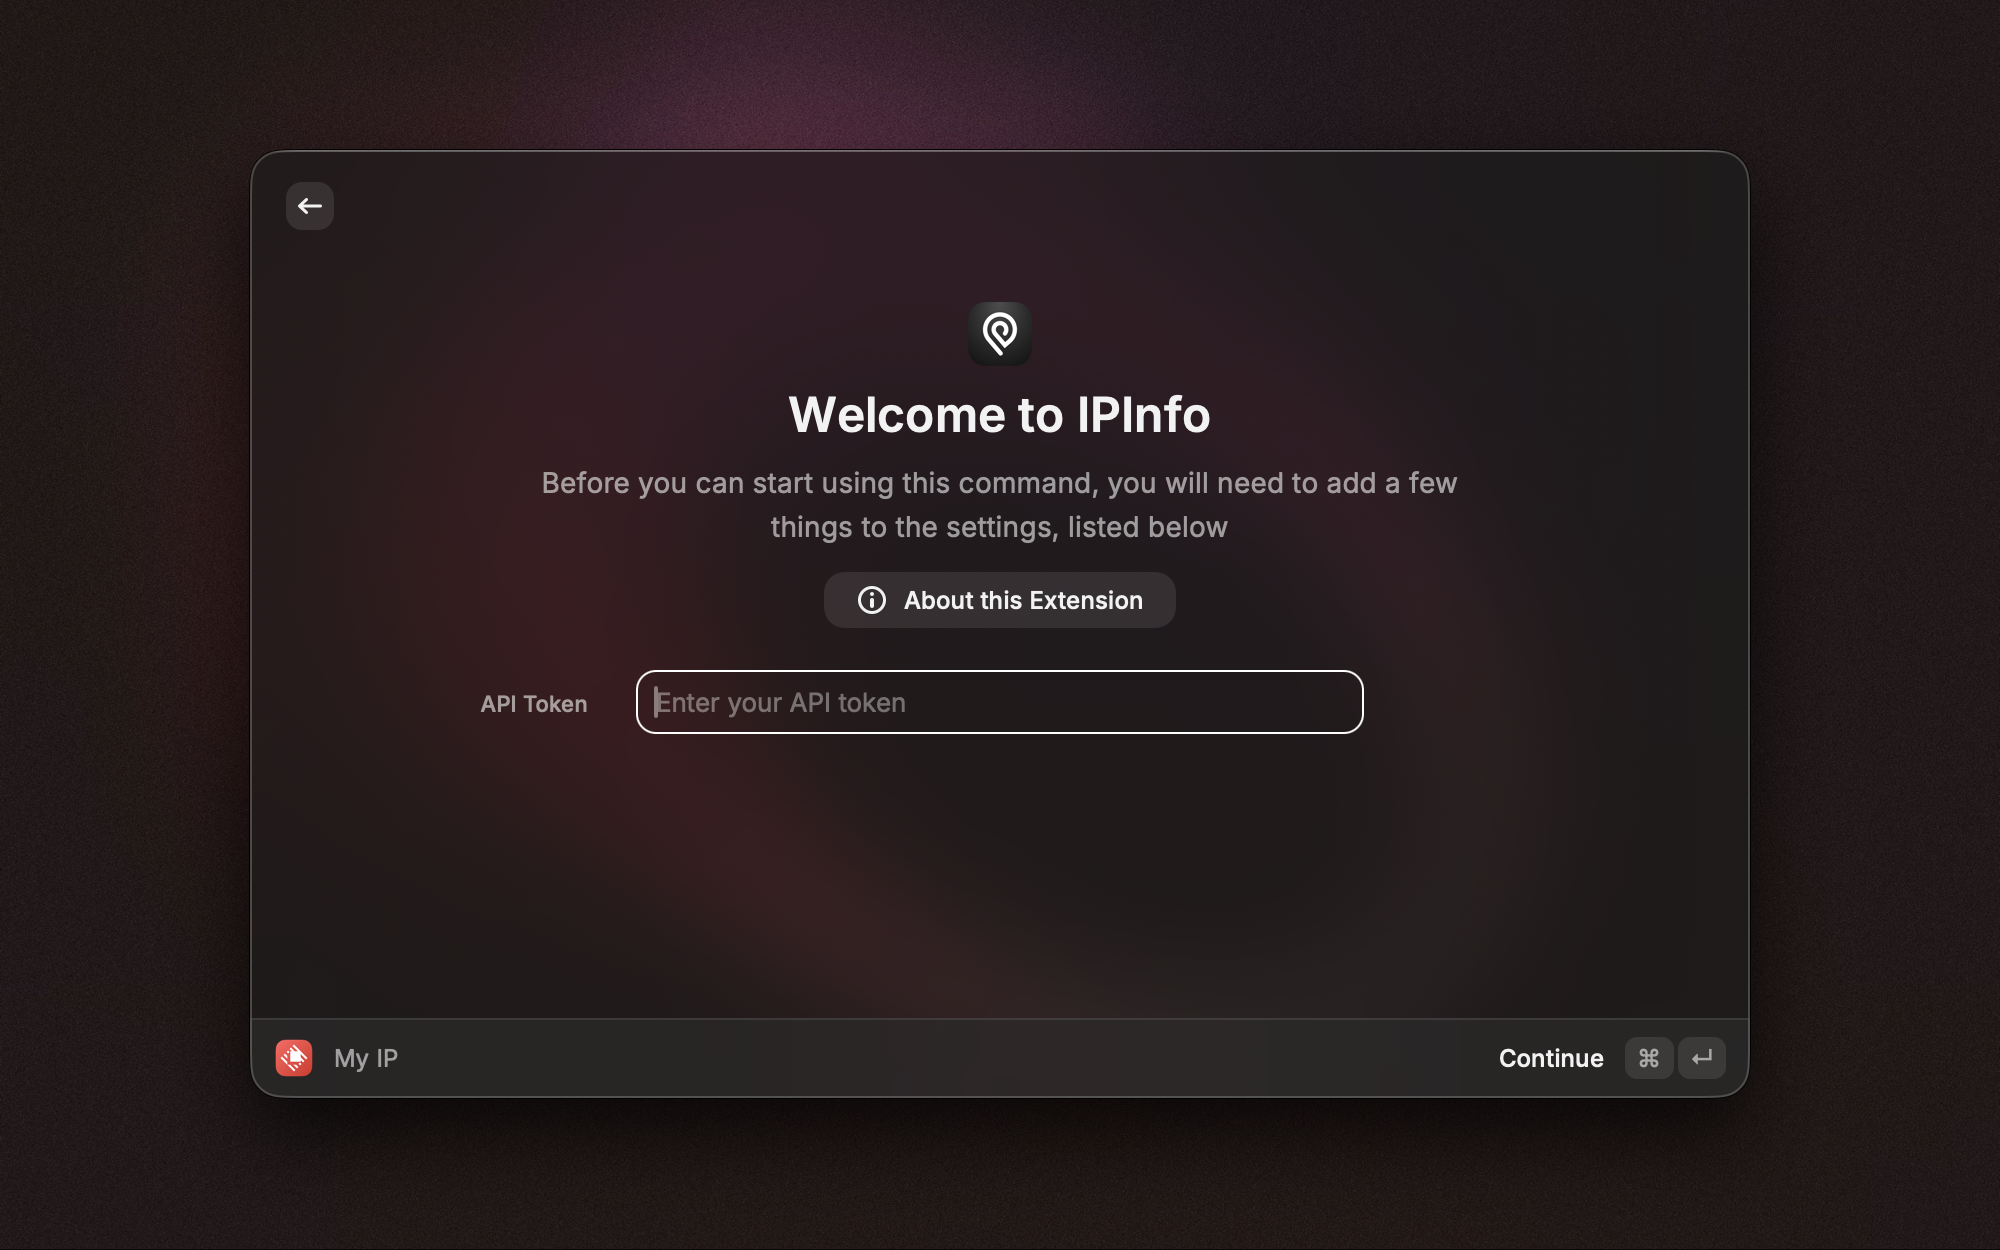 Welcome to IPInfo
Before you can start using this command, you will need to add a few
things to the settings, listed below
About this Extension
API Token
Enter your API token
My IP
Continue ⌘ ↵